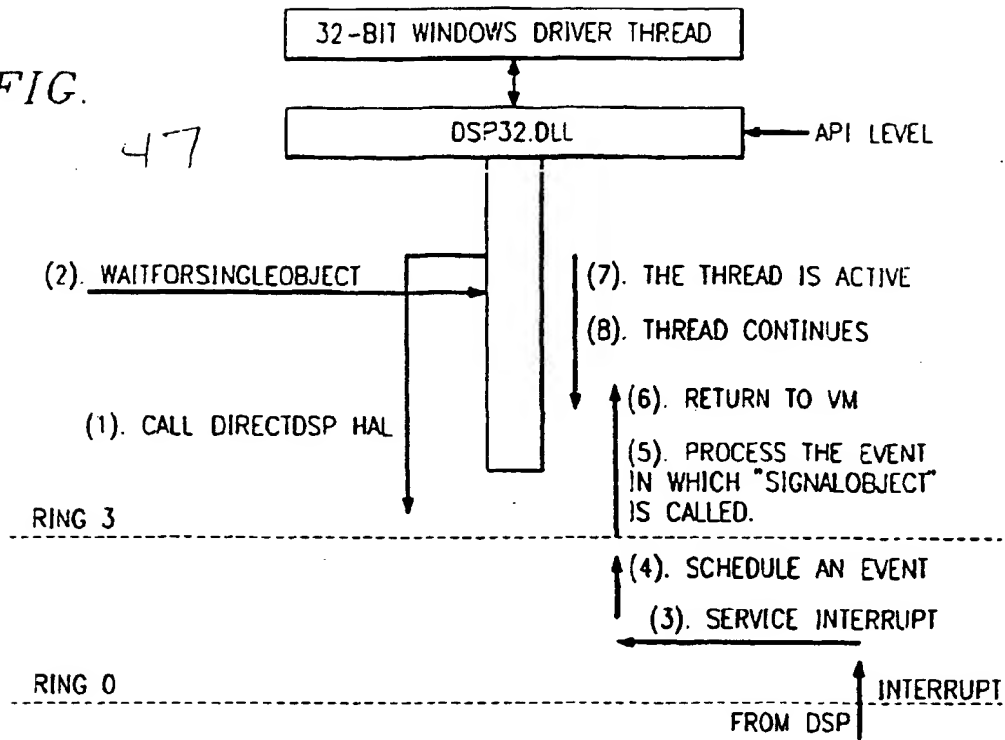 32-BIT WINDOWS DRIVER THREAD
FIG.
47
DSP32.DLL
API LEVEL
(2). WAITFORSINGLEOBJECT
(7). THE THREAD IS ACTIVE
(8). THREAD CONTINUES
(1). CALL DIRECTDSP HAL
(6). RETURN TO VM
(5). PROCESS THE EVENT
IN WHICH "SIGNALOBJECT"
IS CALLED.
RING 3
(4). SCHEDULE AN EVENT
(3). SERVICE INTERRUPT
RING 0
INTERRUPT
FROM DSP